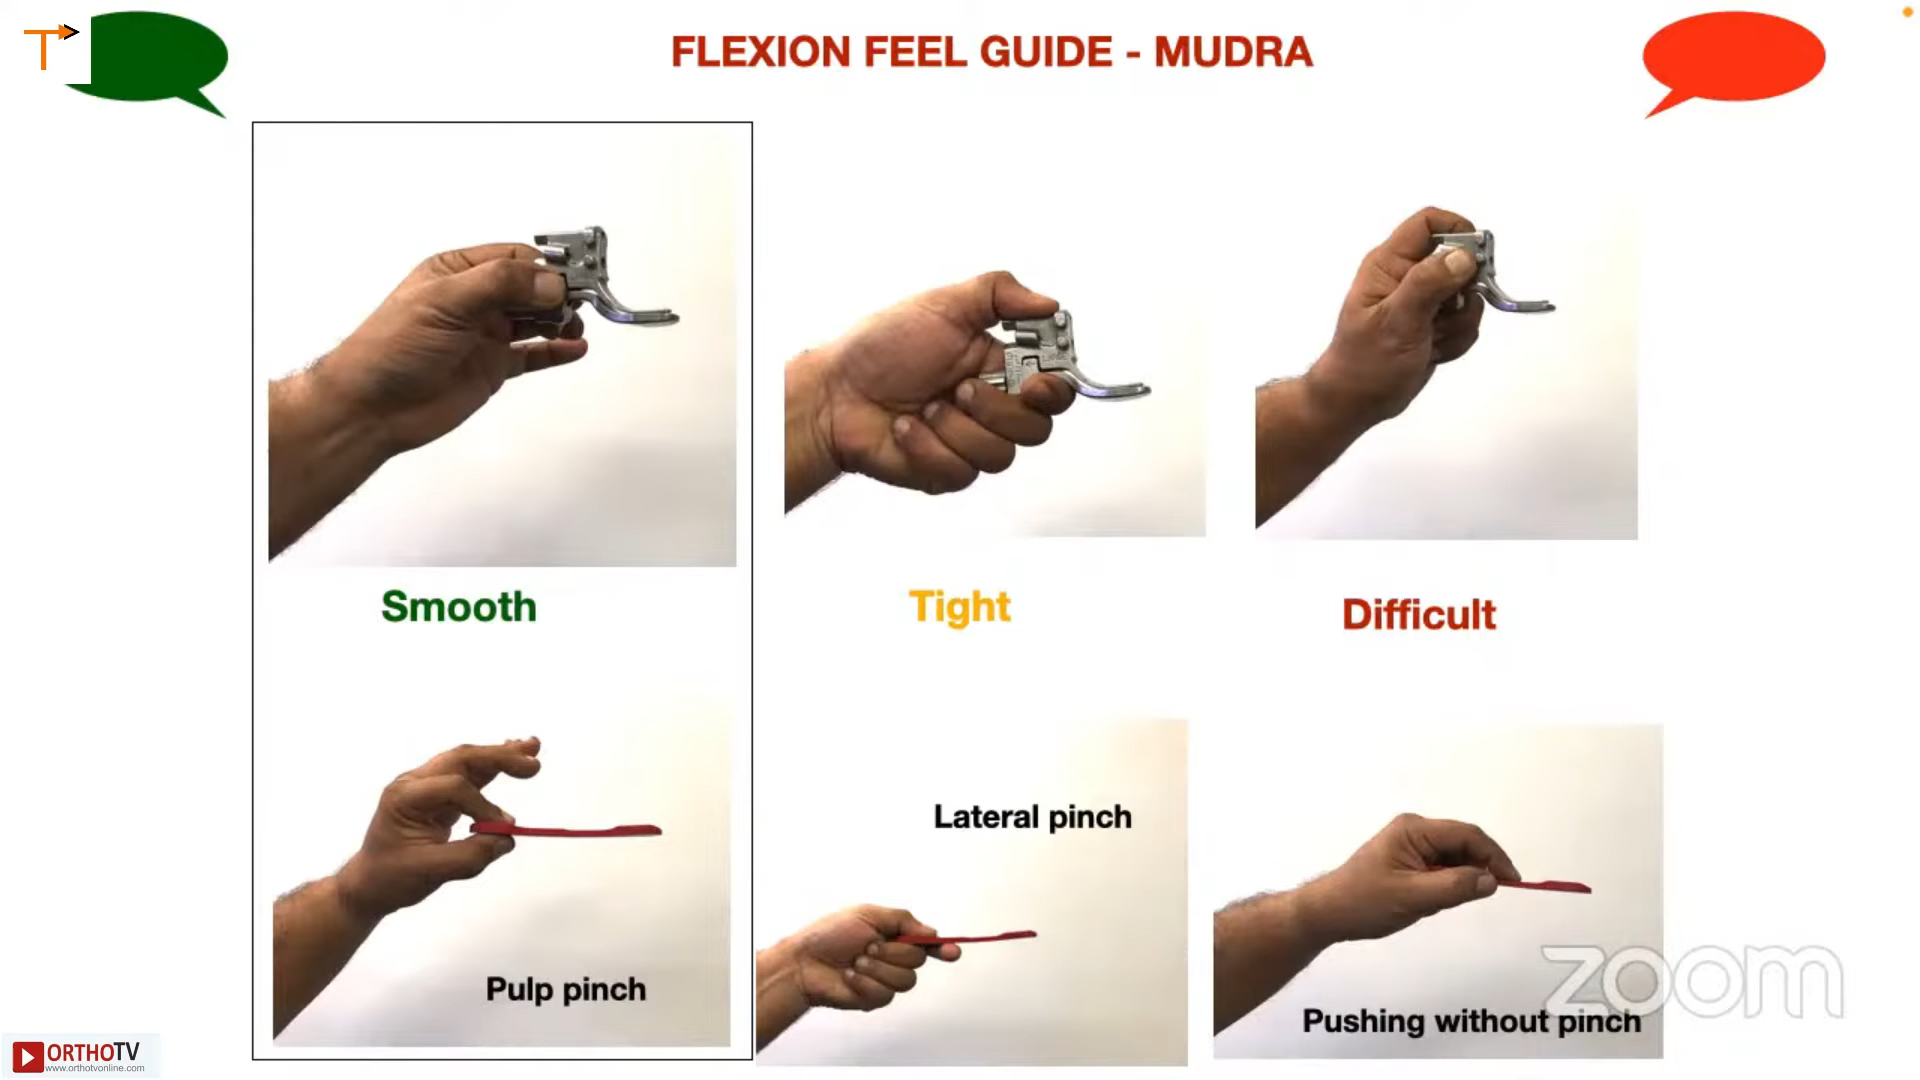 T
FLEXION FEEL GUIDE - MUDRA
Smooth
Tight
Difficult
Lateral pinch
Pulp pinch
Pushing without pinch
zoom
ORTHOTV
www.orthotvonline.com